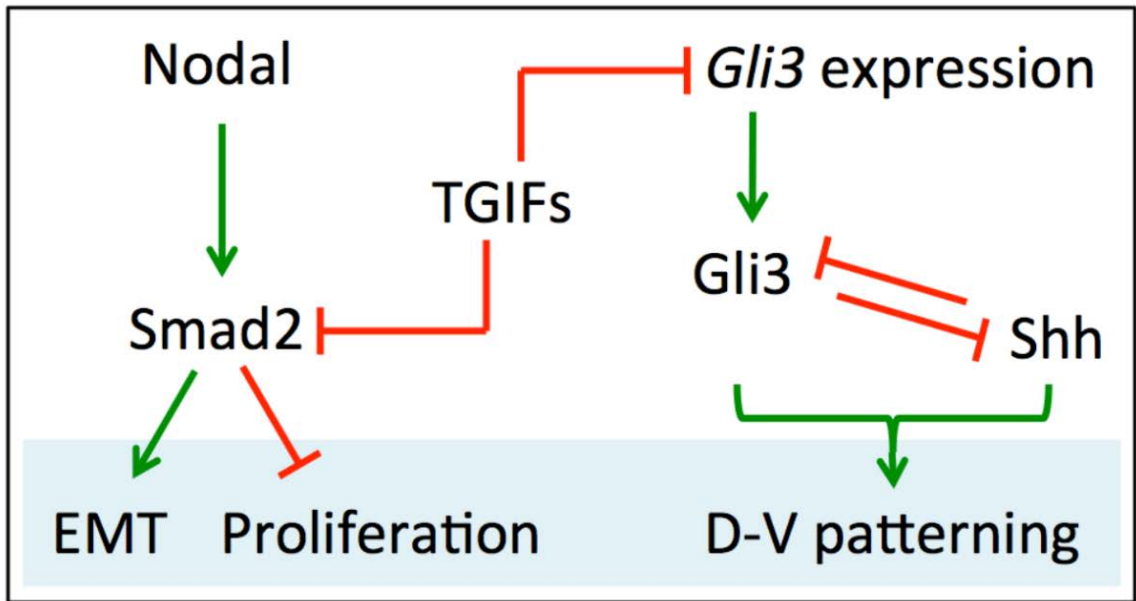 Nodal
Gli3 expression
TGIFs
Gli3
Smad2
Shh
EMT
Proliferation
D-V patterning